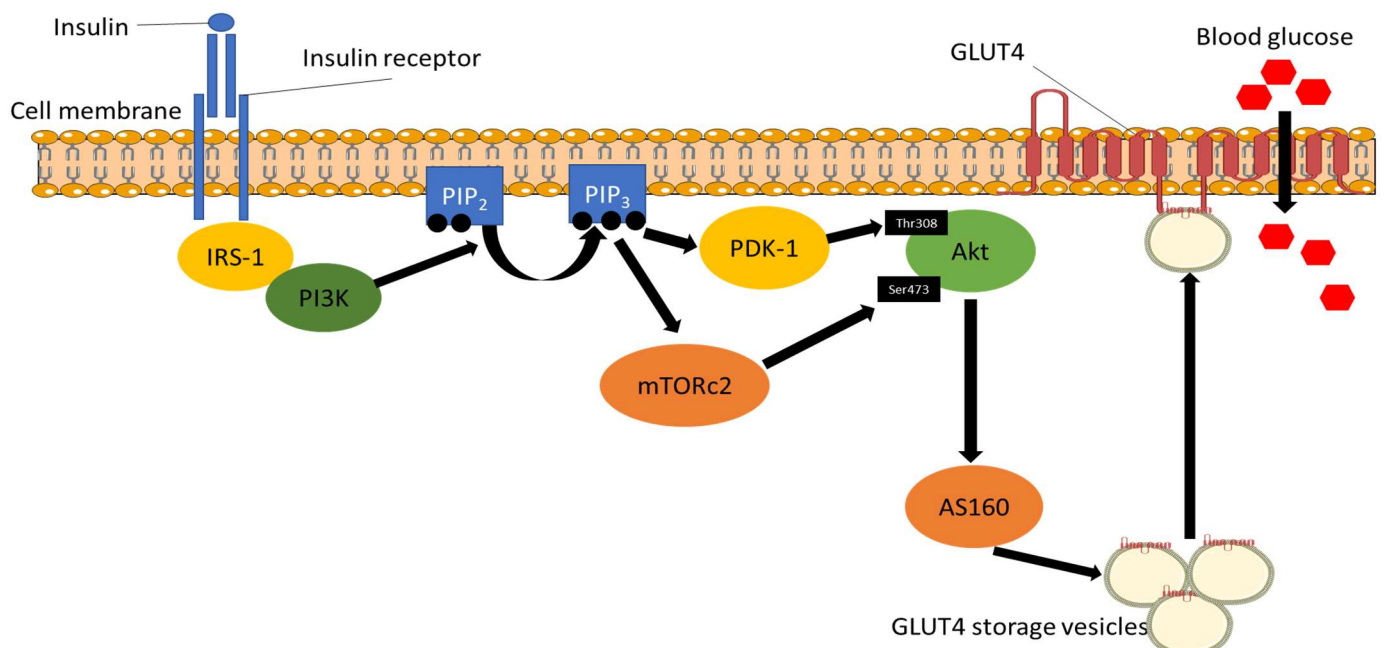 Insulin
Insulin receptor
Cell membrane
GLUT4
Blood glucose
PIP₂
PIP₃
IRS-1
PI3K
PDK-1
Thr308
Akt
Ser473
mTORc2
AS160
GLUT4 storage vesicles